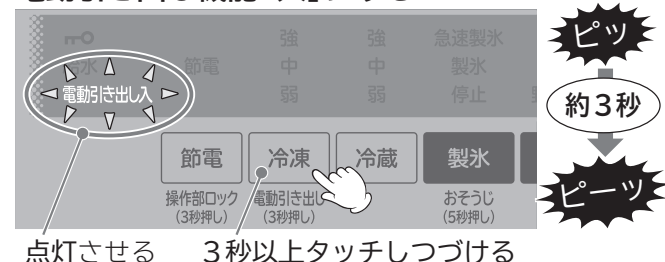 強 強 急速製氷
給水 節電 中 中 製氷
弱 弱 停止
電動引き出し入
ピッ
約3秒
ピーッ
節電 冷凍 冷蔵 製氷
操作部ロック 電動引き出し おそうじ
(3秒押し) (3秒押し) (5秒押し)
点灯させる 3秒以上タッチしつづける